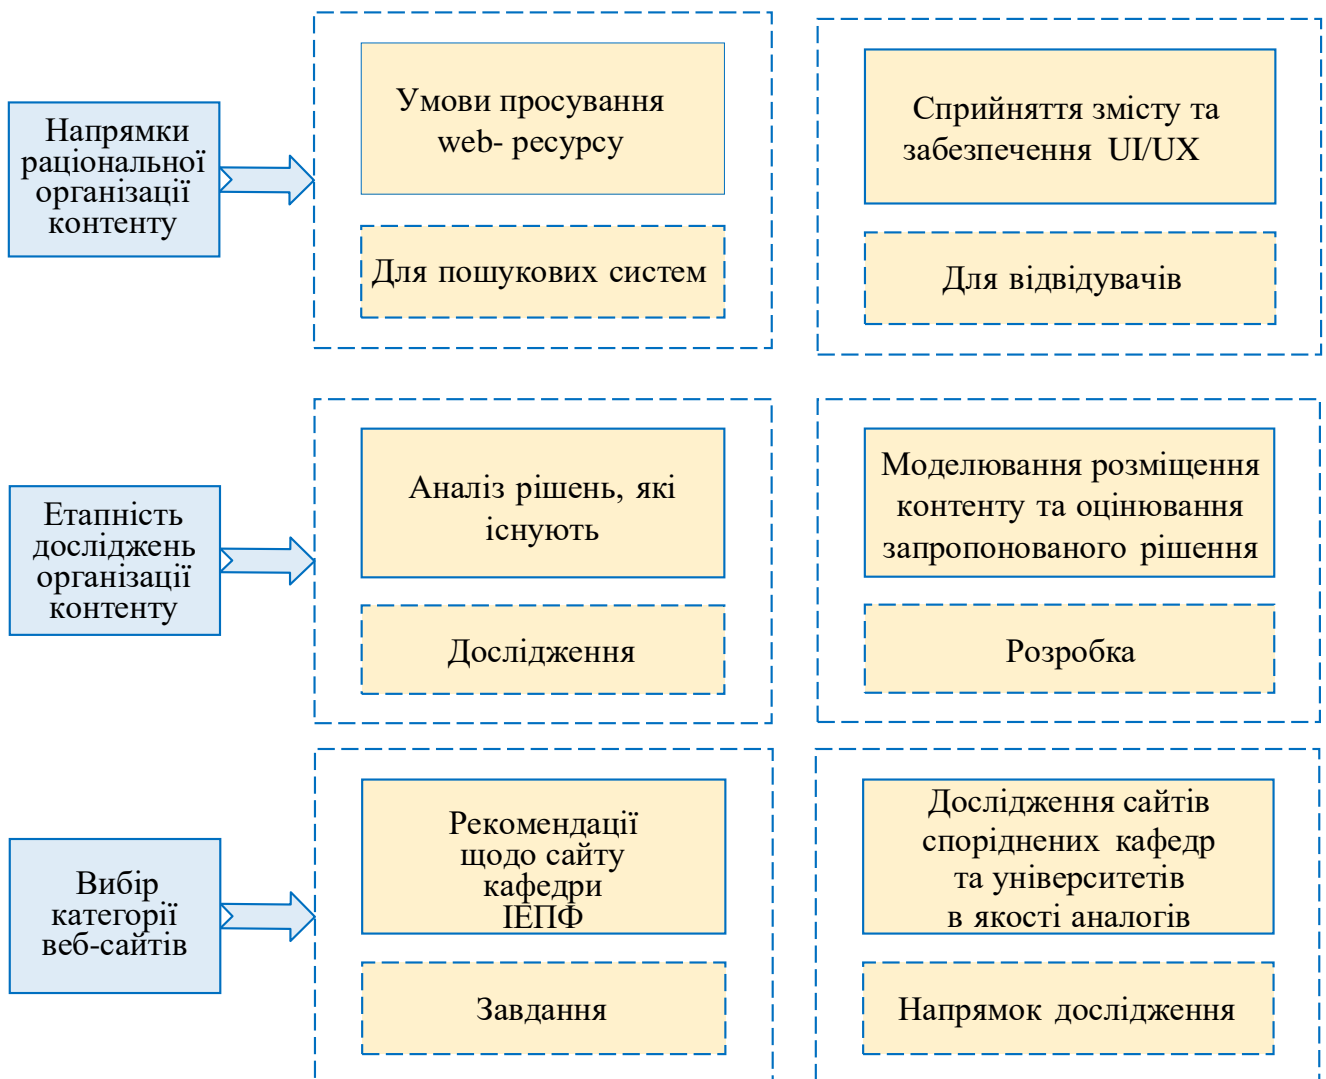 Напрямки
раціональної
організації
контенту
Умови просування
web- ресурсу
Для пошукових систем
Сприйняття змісту та
забезпечення UI/UX
Для відвідувачів
Етапність
досліджень
організації
контенту
Аналіз рішень, які
існують
Дослідження
Моделювання розміщення
контенту та оцінювання
запропонованого рішення
Розробка
Вибір
категорії
веб-сайтів
Рекомендації
щодо сайту
кафедри
ІЕПФ
Завдання
Дослідження сайтів
споріднених кафедр
та університетів
в якості аналогів
Напрямок дослідження